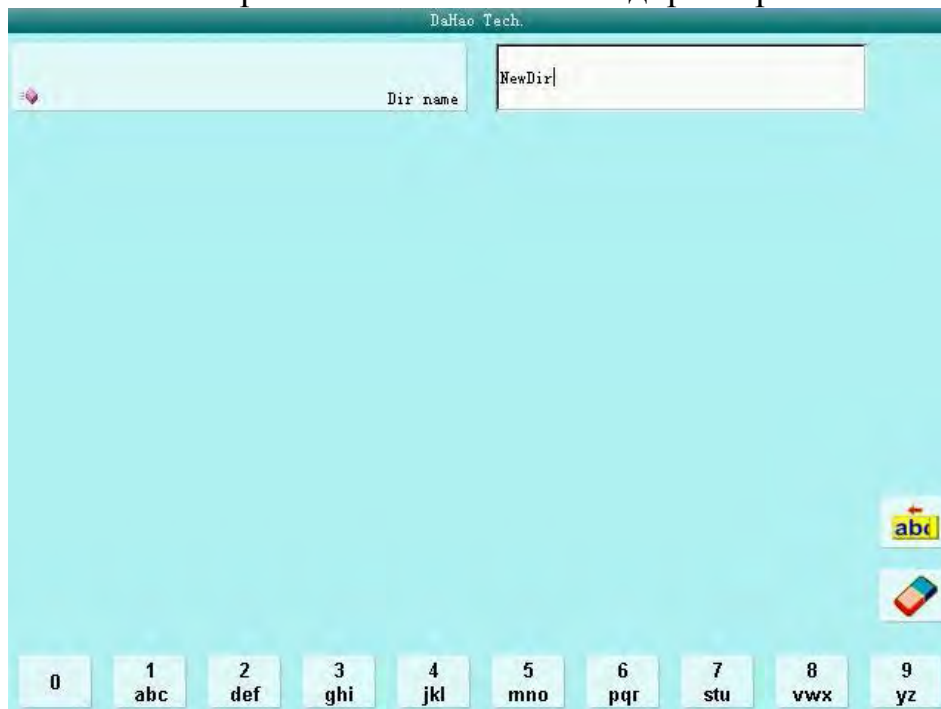 DaHao Tech.
NewDir
Dir name
abc
0
1
abc
2
def
3
ghi
4
jkl
5
mno
6
pqr
7
stu
8
vwx
9
yz